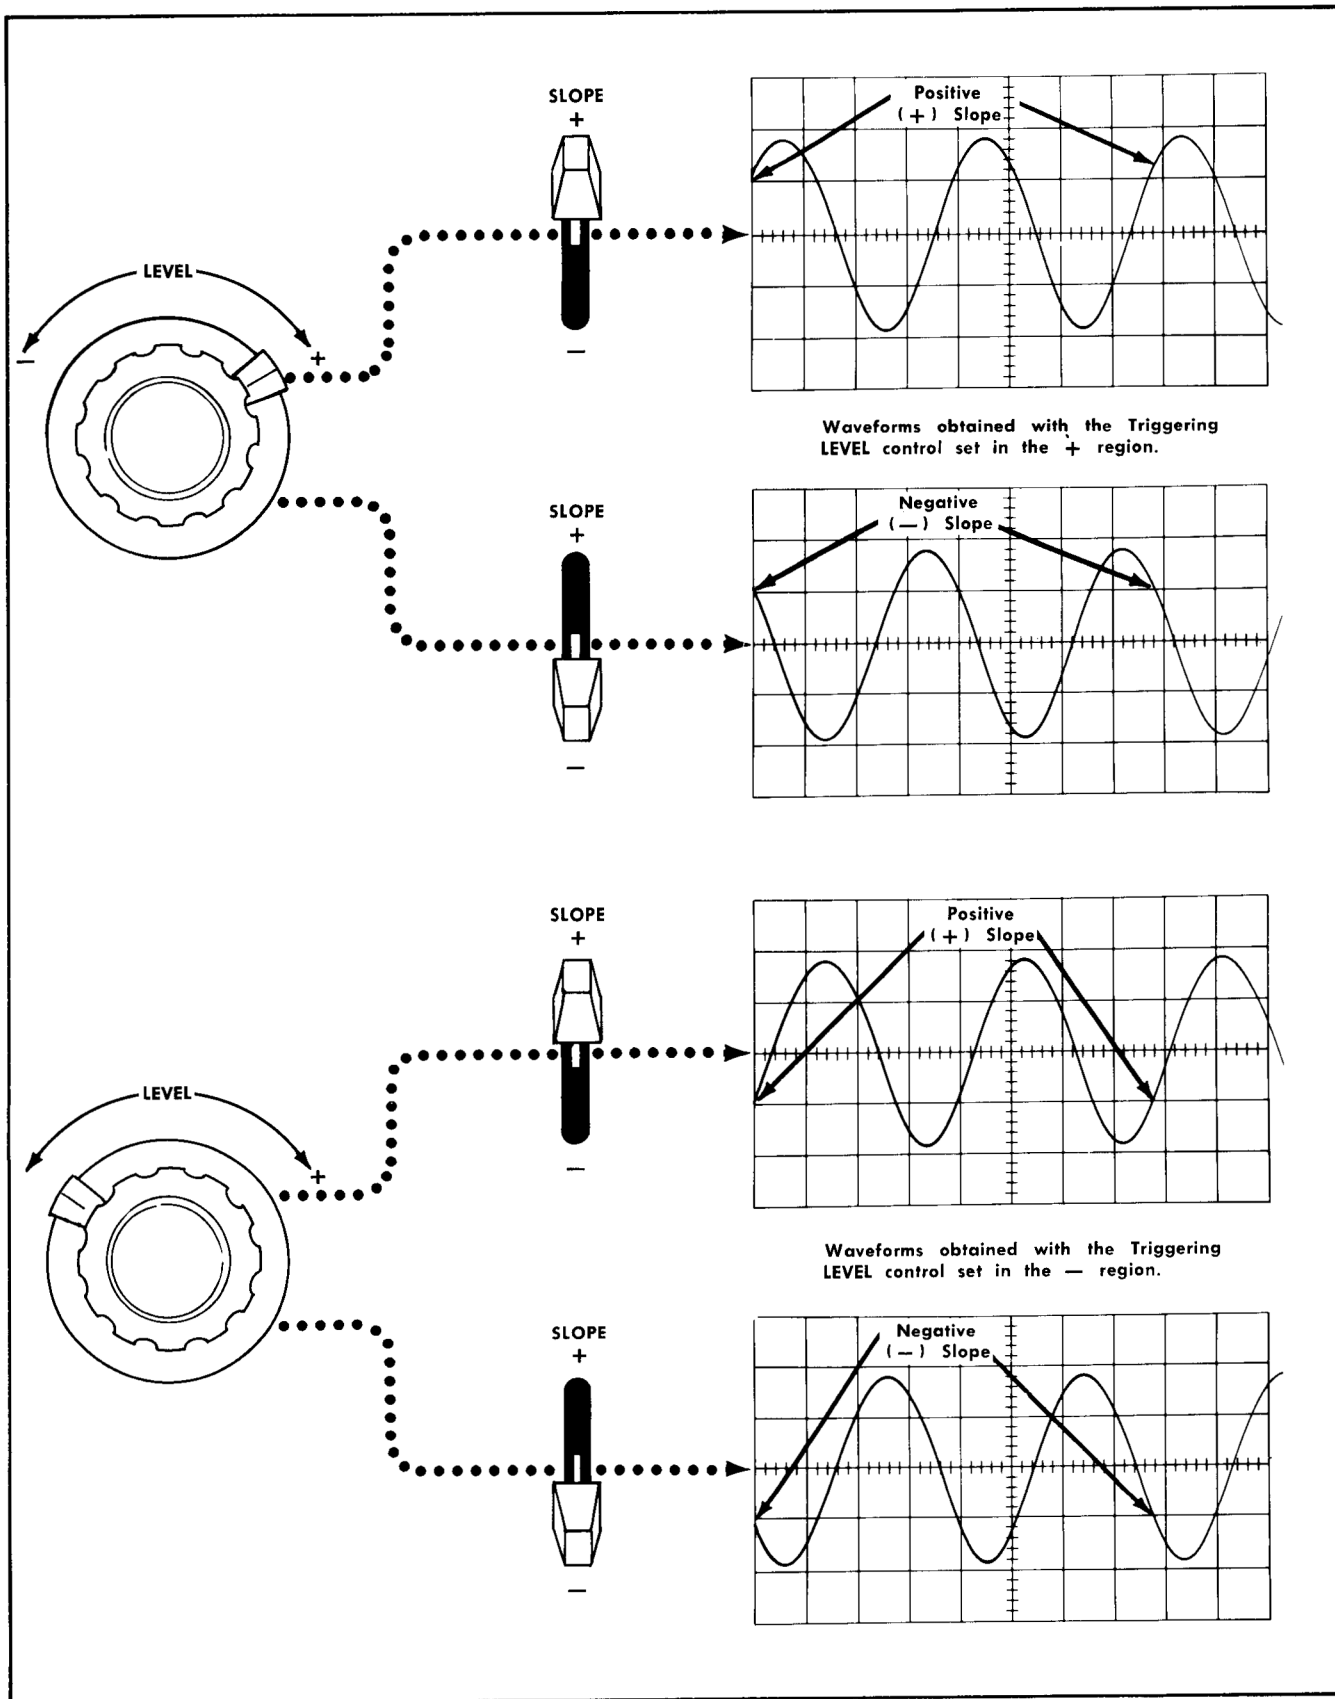 SLOPE
+
Positive
(+) Slope
LEVEL
— +
—
Waveforms obtained with the Triggering
LEVEL control set in the + region.
SLOPE
+
Negative
(—) Slope
—
SLOPE
+
Positive
(+) Slope
LEVEL
+
—
Waveforms obtained with the Triggering
LEVEL control set in the — region.
SLOPE
+
Negative
(—) Slope
—